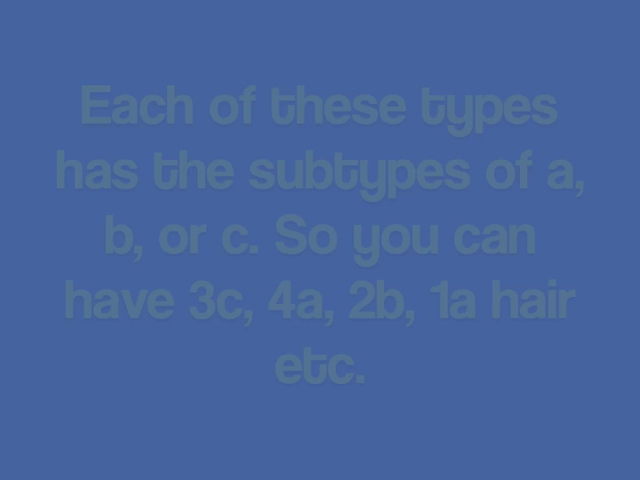 Each of these types
has the subtypes of a,
b, or c. So you can
have 3c, 4a, 2b, 1a hair
etc.